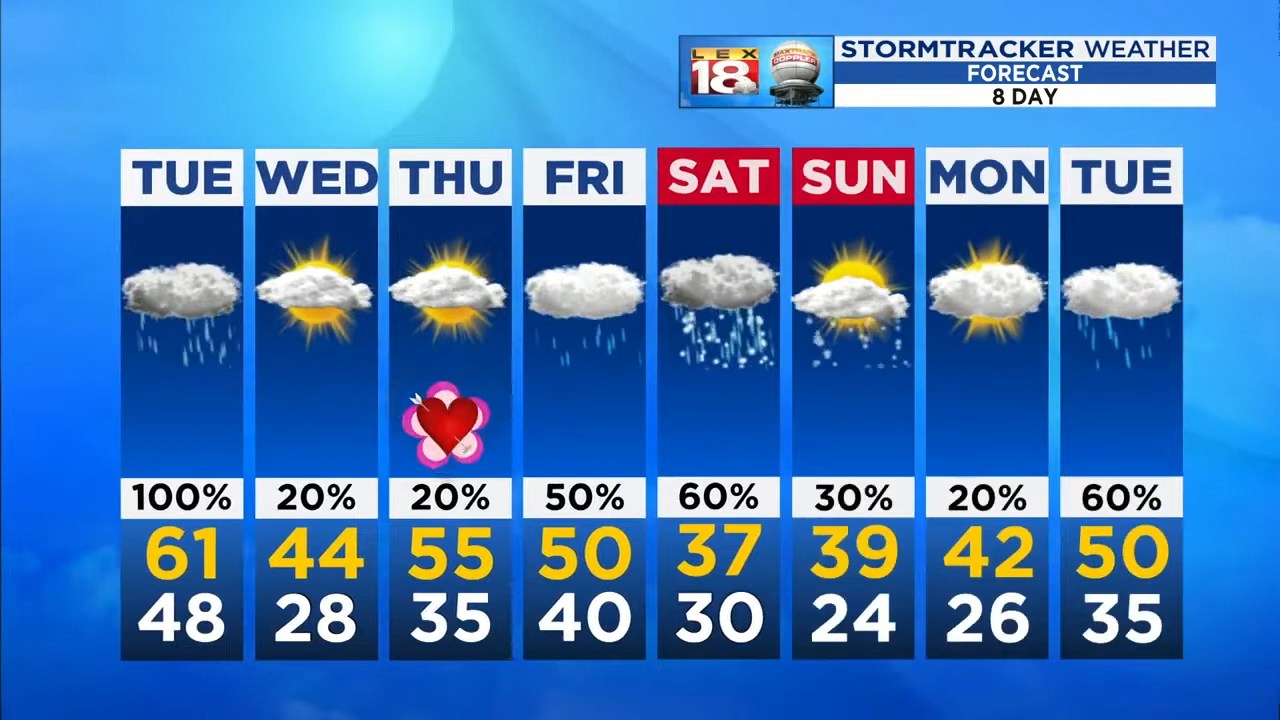 LEX
18
MAXTRACK
DOPPLER
STORMTRACKER WEATHER
FORECAST
8 DAY
TUE WED THU FRI SAT SUN MON TUE
100% 20% 20% 50% 60% 30% 20% 60%
61 44 55 50 37 39 42 50
48 28 35 40 30 24 26 35